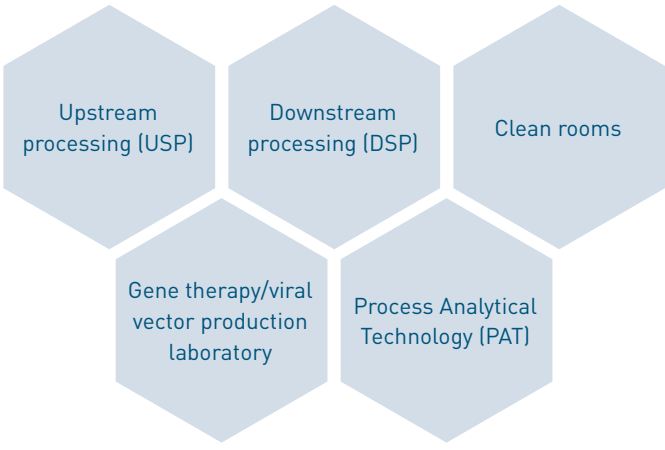 Upstream
processing (USP)
Downstream
processing (DSP)
Clean rooms
Gene therapy/viral
vector production
laboratory
Process Analytical
Technology (PAT)